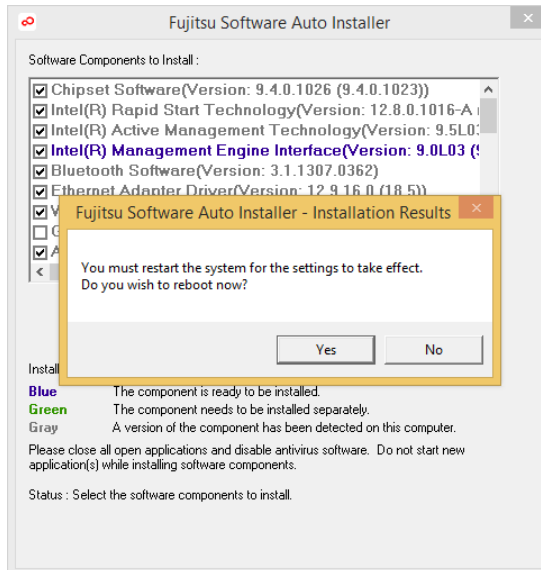 Fujitsu Software Auto Installer
Software Components to Install :
Chipset Software(Version: 9.4.0.1026 (9.4.0.1023))
Intel(R) Rapid Start Technology(Version: 12.8.0.1016-A
Intel(R) Active Management Technology(Version: 9.5L03
Intel(R) Management Engine Interface(Version: 9.0L03 (
Bluetooth Software(Version: 3.1.1307.0362)
Ethernet Adapter Driver(Version: 12.9.16.0 (18.5))
Fujitsu Software Auto Installer - Installation Results
You must restart the system for the settings to take effect.
Do you wish to reboot now?
Yes No
Install
Blue The component is ready to be installed.
Green The component needs to be installed separately.
Gray A version of the component has been detected on this computer.
Please close all open applications and disable antivirus software. Do not start new
application(s) while installing software components.
Status : Select the software components to install.